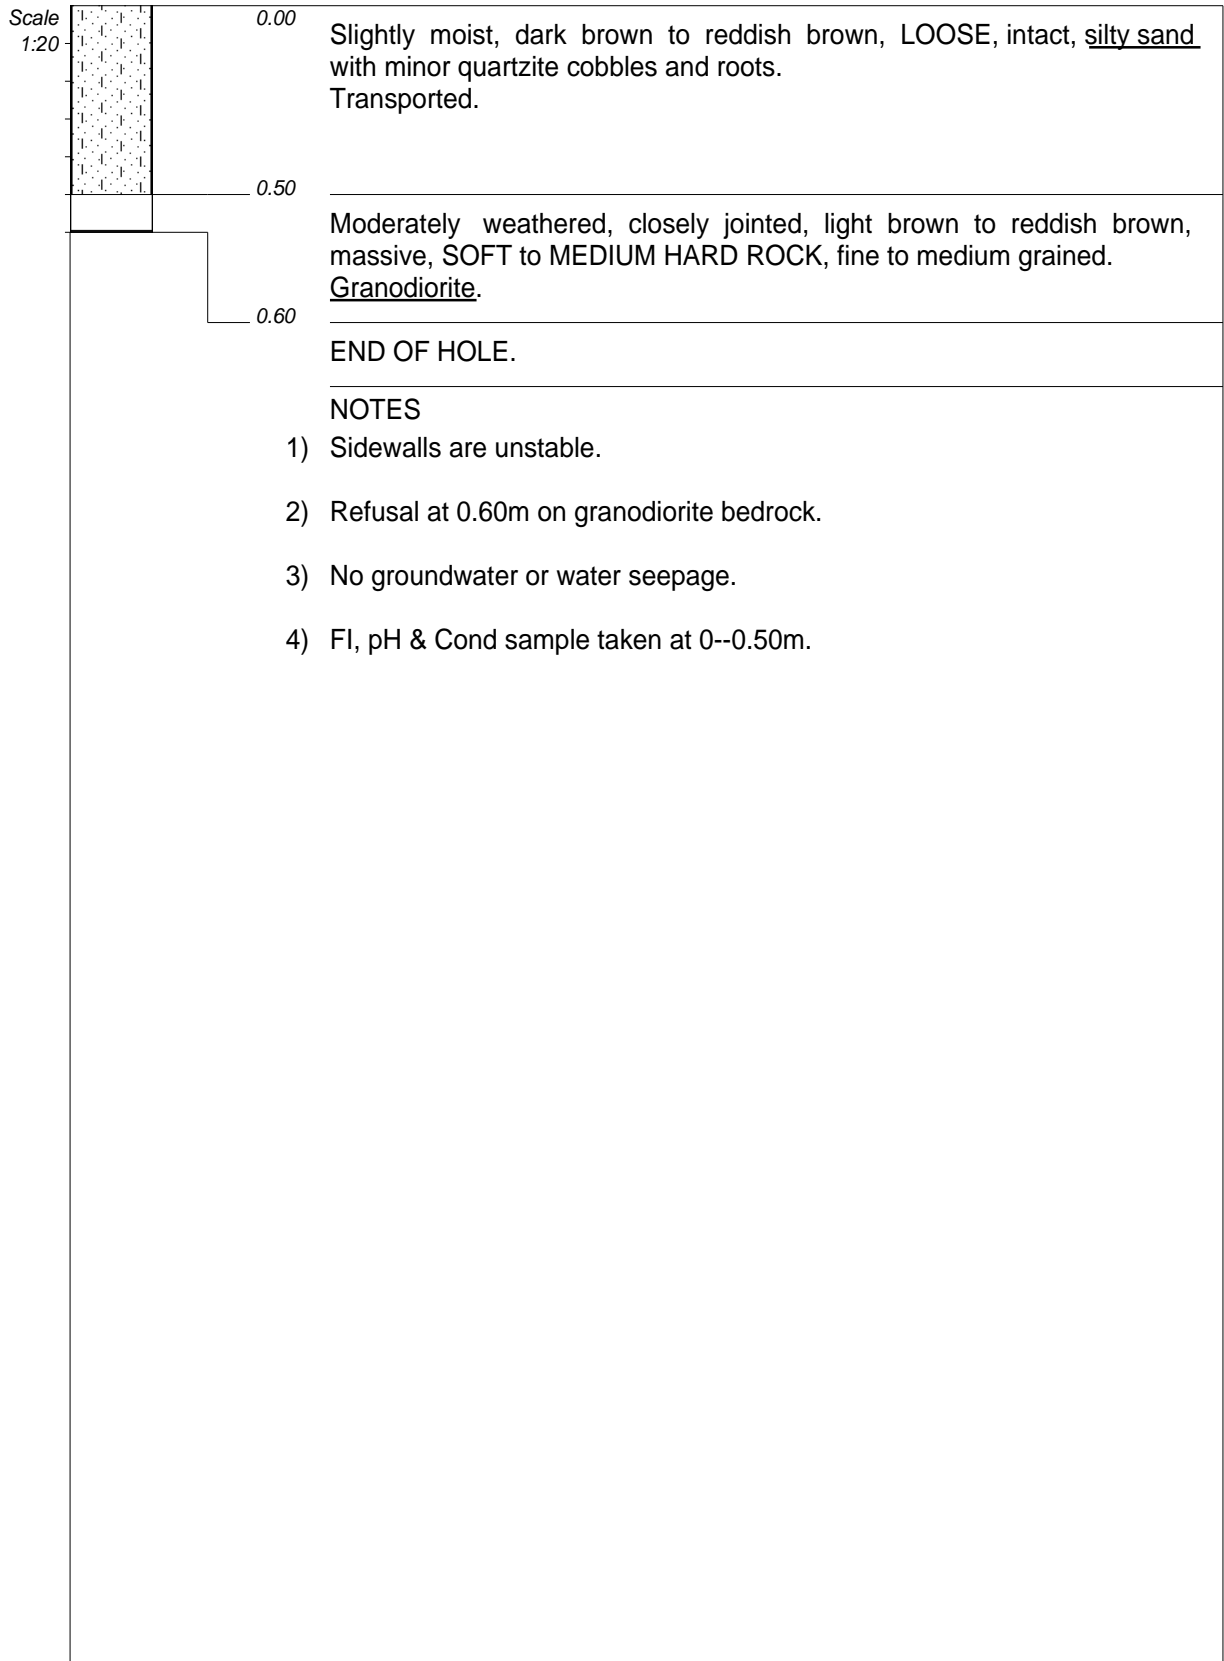 Scale
1:20
0.00
Slightly moist, dark brown to reddish brown, LOOSE, intact, silty sand
with minor quartzite cobbles and roots.
Transported.
0.50
Moderately weathered, closely jointed, light brown to reddish brown,
massive, SOFT to MEDIUM HARD ROCK, fine to medium grained.
Granodiorite.
0.60
END OF HOLE.
NOTES
1) Sidewalls are unstable.
2) Refusal at 0.60m on granodiorite bedrock.
3) No groundwater or water seepage.
4) FI, pH & Cond sample taken at 0--0.50m.